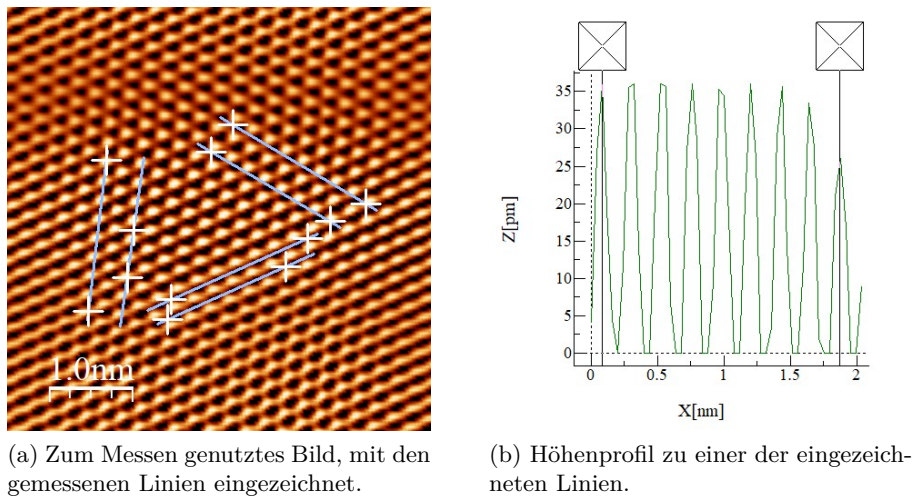 1.0nm
Z[pm]
35
30
25
20
15
10
5
0
0
0.5
1
1.5
2
X[nm]
(a) Zum Messen genutztes Bild, mit den
gemessenen Linien eingezeichnet.
(b) Höhenprofil zu einer der eingezeich-
neten Linien.